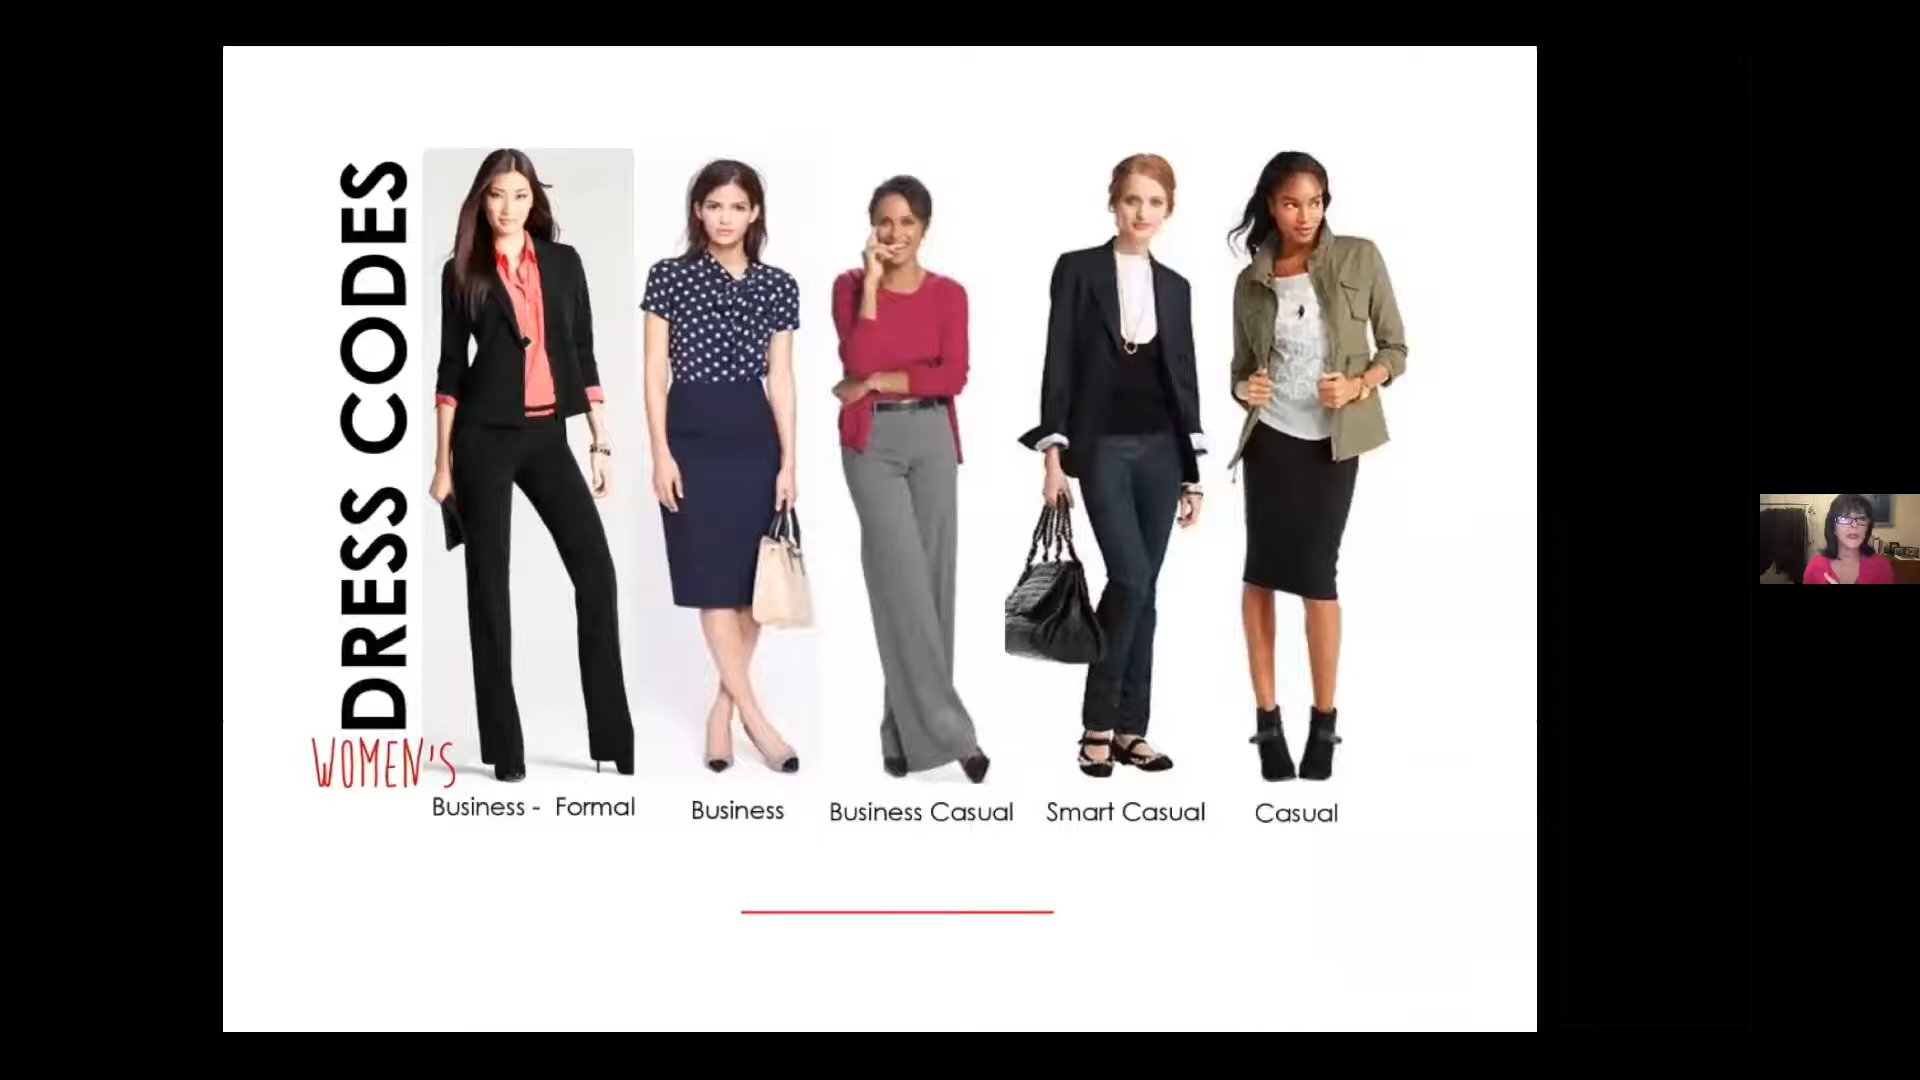 DRESS CODES
WOMEN'S
Business - Formal
Business
Business Casual
Smart Casual
Casual